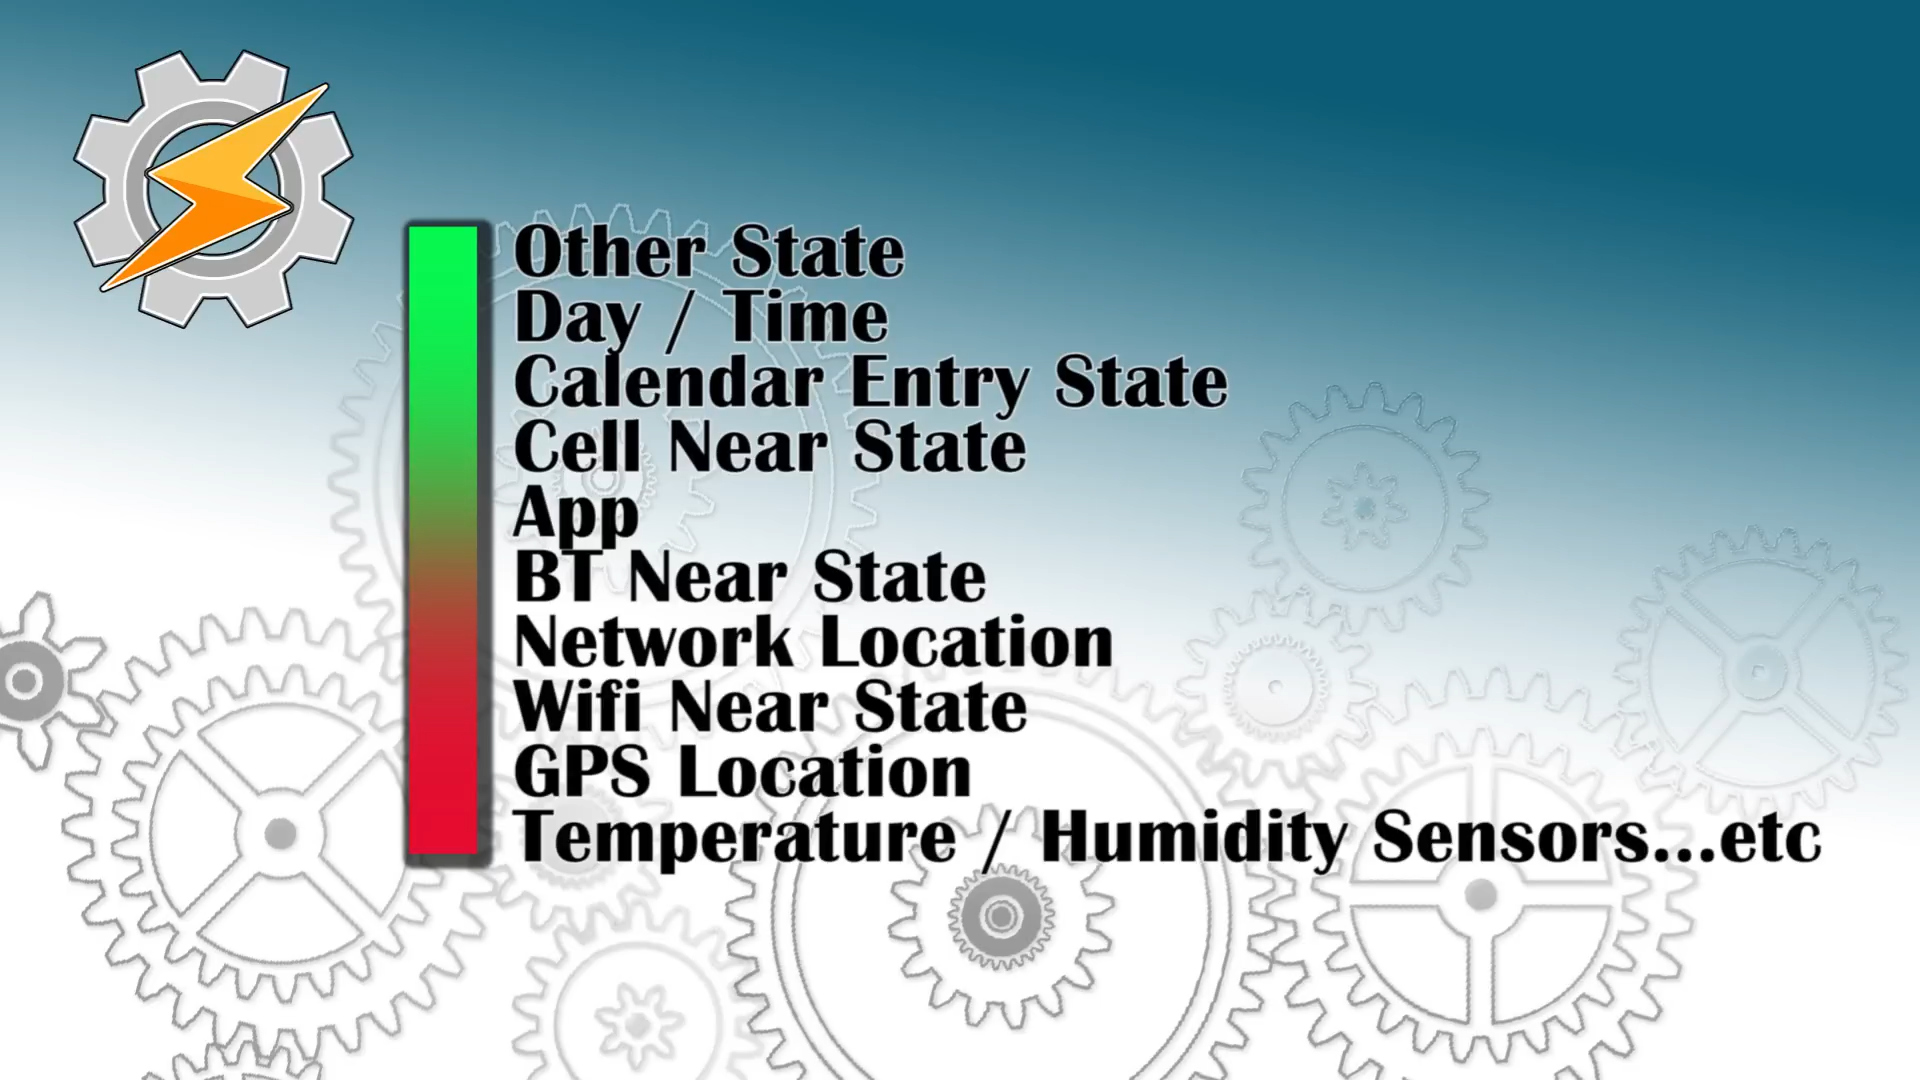 Other State
Day / Time
Calendar Entry State
Cell Near State
App
BT Near State
Network Location
Wifi Near State
GPS Location
Temperature / Humidity Sensors...etc